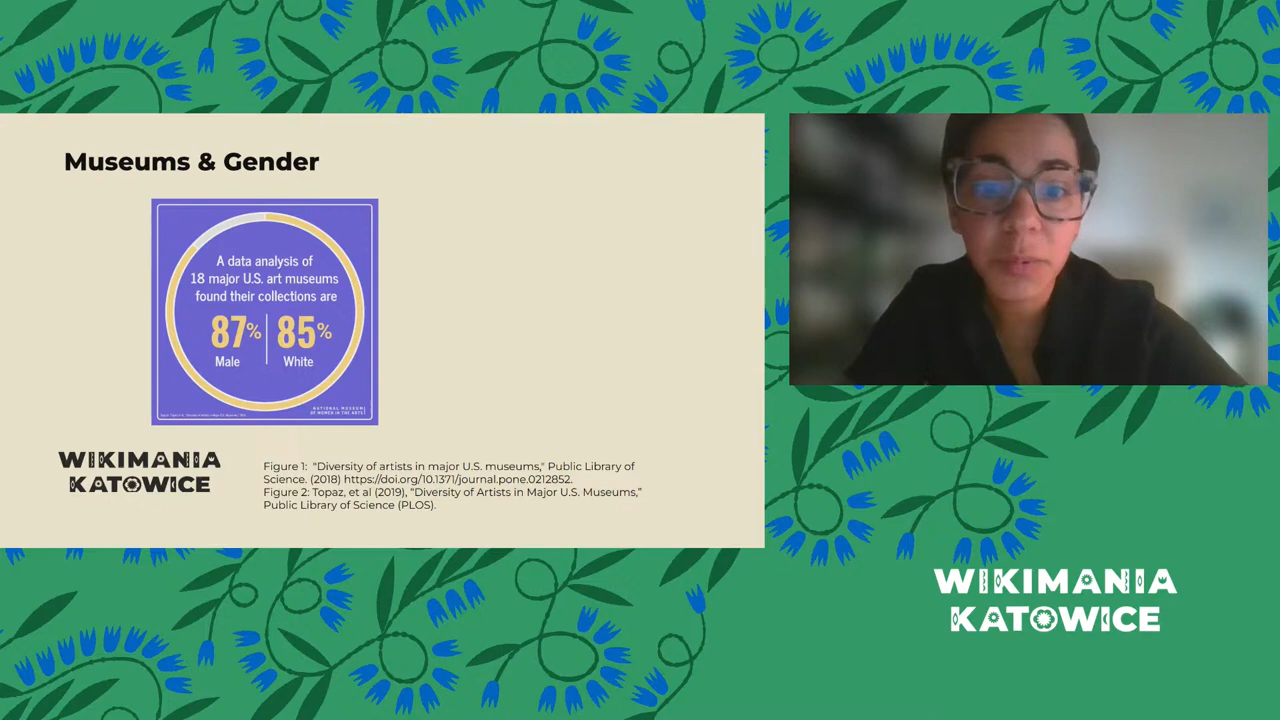 Museums & Gender
A data analysis of
18 major U.S. art museums
found their collections are
87% 85%
Male White
NATIONAL MUSEUM
OF WOMEN IN THE ARTS
WIKIMANIA
KATOWICE
Figure 1: "Diversity of artists in major U.S. museums," Public Library of
Science. (2018) https://doi.org/10.1371/journal.pone.0212852.
Figure 2: Topaz, et al (2019), "Diversity of Artists in Major U.S. Museums,"
Public Library of Science (PLOS).
WIKIMANIA
KATOWICE